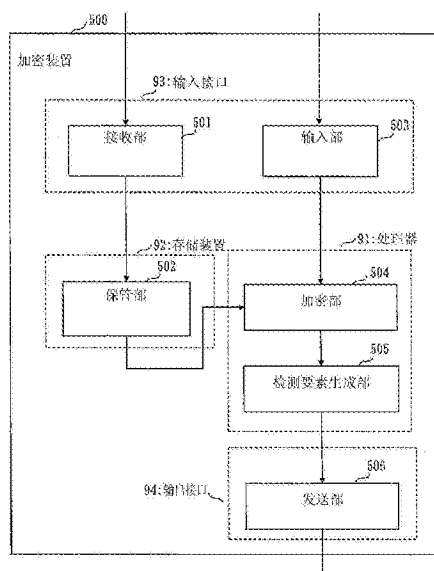 500
加密装置
93:输入接口
501
接收部
503
输入部
92:存储装置
91:处理器
502
保管部
504
加密部
505
检测要素生成部
94:输出接口
506
发送部